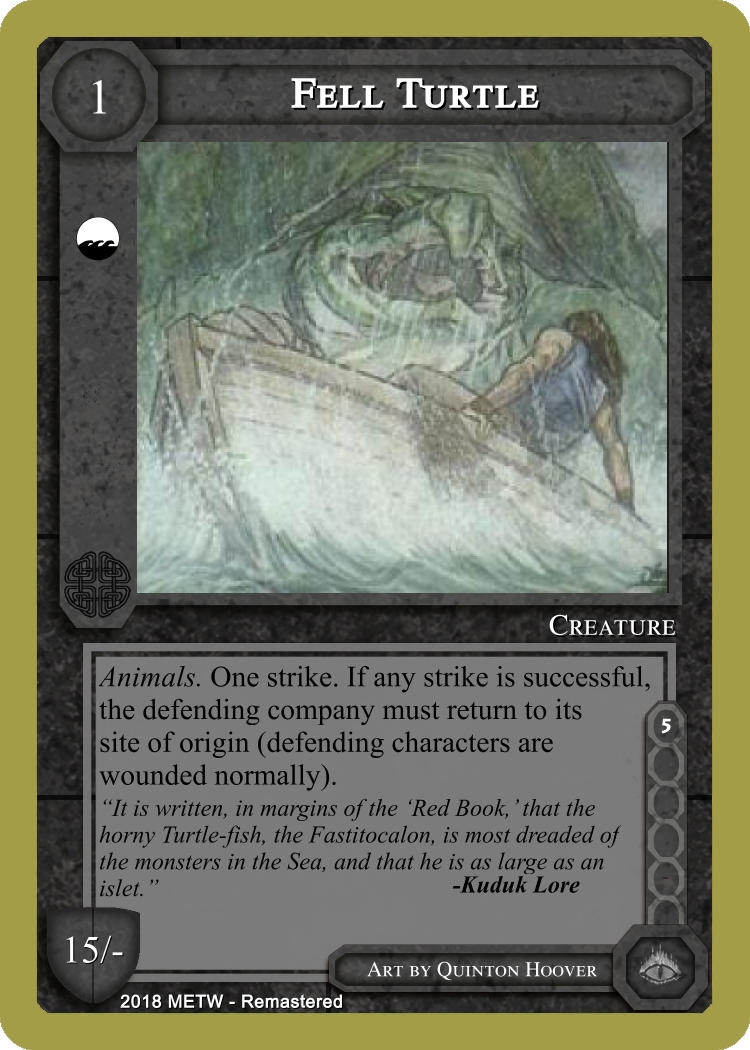 1
Fell Turtle
Creature
Animals. One strike. If any strike is successful,
the defending company must return to its
site of origin (defending characters are
wounded normally).
5
“It is written, in margins of the ‘Red Book,’ that the
horny Turtle-fish, the Fastitocalon, is most dreaded of
the monsters in the Sea, and that he is as large as an
islet.”
-Kuduk Lore
15/-
Art by Quinton Hoover
2018 METW - Remastered